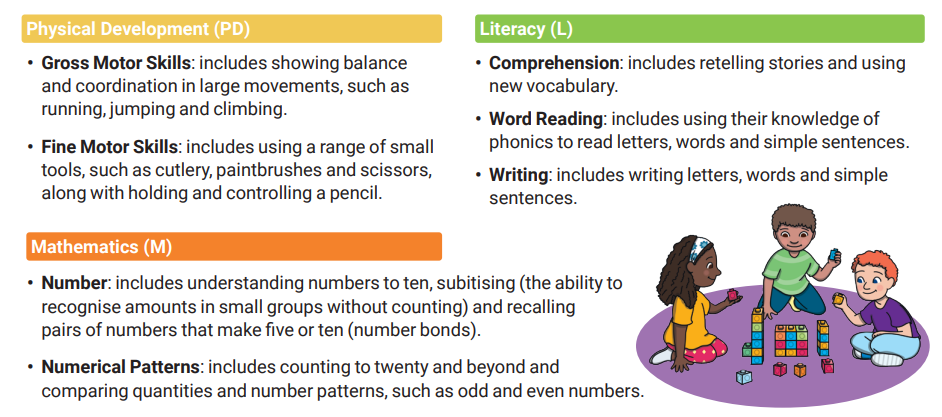 Physical Development (PD)
• Gross Motor Skills: includes showing balance
and coordination in large movements, such as
running, jumping and climbing.
• Fine Motor Skills: includes using a range of small
tools, such as cutlery, paintbrushes and scissors,
along with holding and controlling a pencil.
Literacy (L)
• Comprehension: includes retelling stories and using
new vocabulary.
• Word Reading: includes using their knowledge of
phonics to read letters, words and simple sentences.
• Writing: includes writing letters, words and simple
sentences.
Mathematics (M)
• Number: includes understanding numbers to ten, subitising (the ability to
recognise amounts in small groups without counting) and recalling
pairs of numbers that make five or ten (number bonds).
• Numerical Patterns: includes counting to twenty and beyond and
comparing quantities and number patterns, such as odd and even numbers.